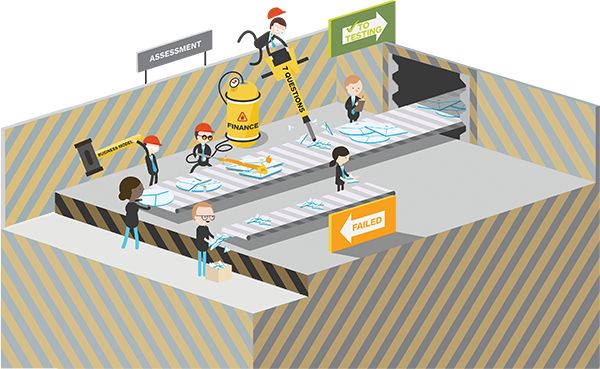 ASSESSMENT
✓TO
TESTING
7 QUESTIONS
FINANCE
BUSINESS MODEL
FAILED